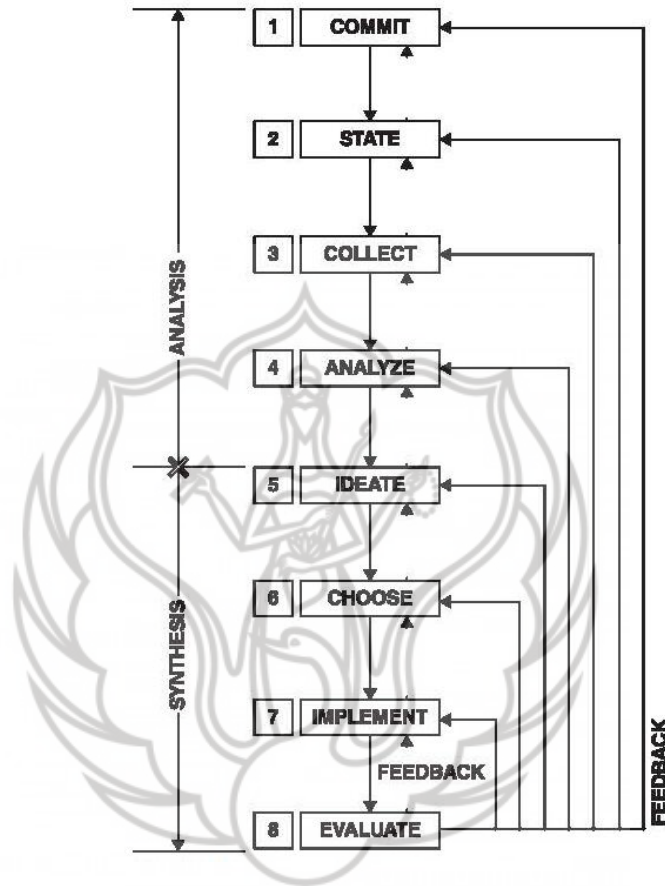 1 COMMIT
2 STATE
3 COLLECT
ANALYSIS
4 ANALYZE
5 IDEATE
6 CHOOSE
SYNTHESIS
7 IMPLEMENT
FEEDBACK
8 EVALUATE
FEEDBACK